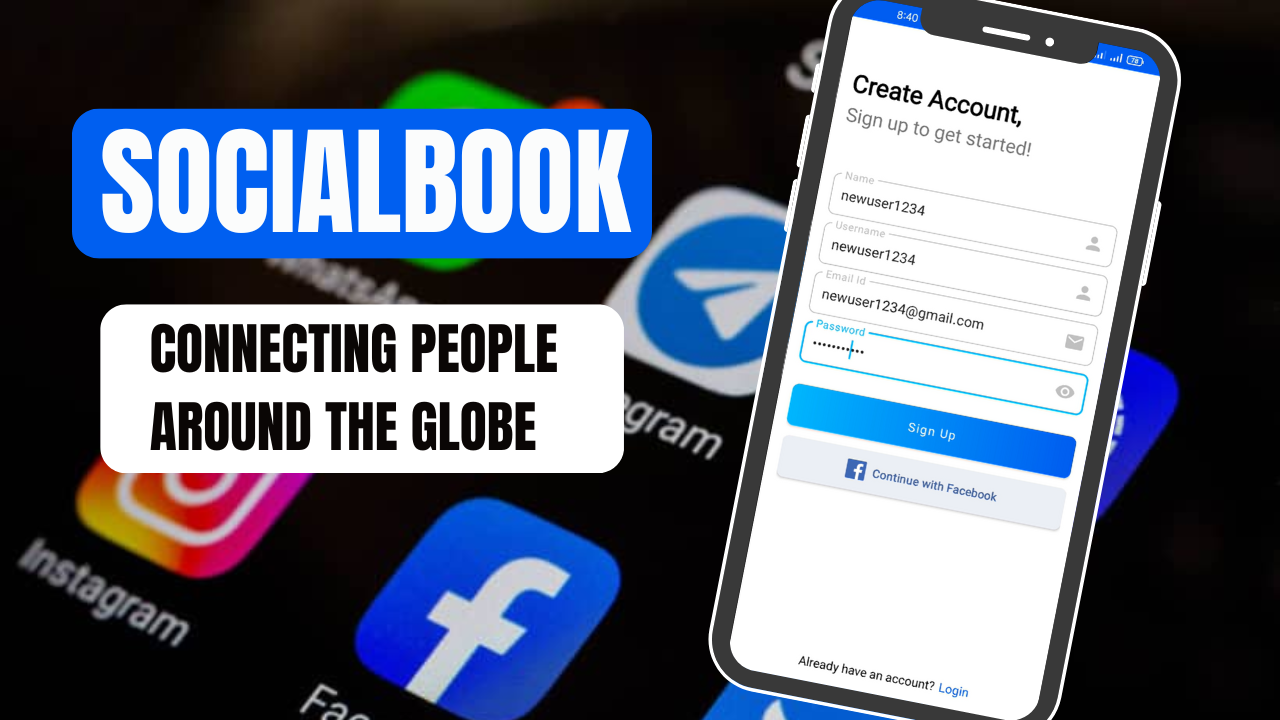 SOCIALBOOK
CONNECTING PEOPLE
AROUND THE GLOBE
Instagram
8:40
78
Create Account,
Sign up to get started!
Name
newuser1234
Username
newuser1234
Email Id
newuser1234@gmail.com
Password
Sign Up
Continue with Facebook
Already have an account? Login